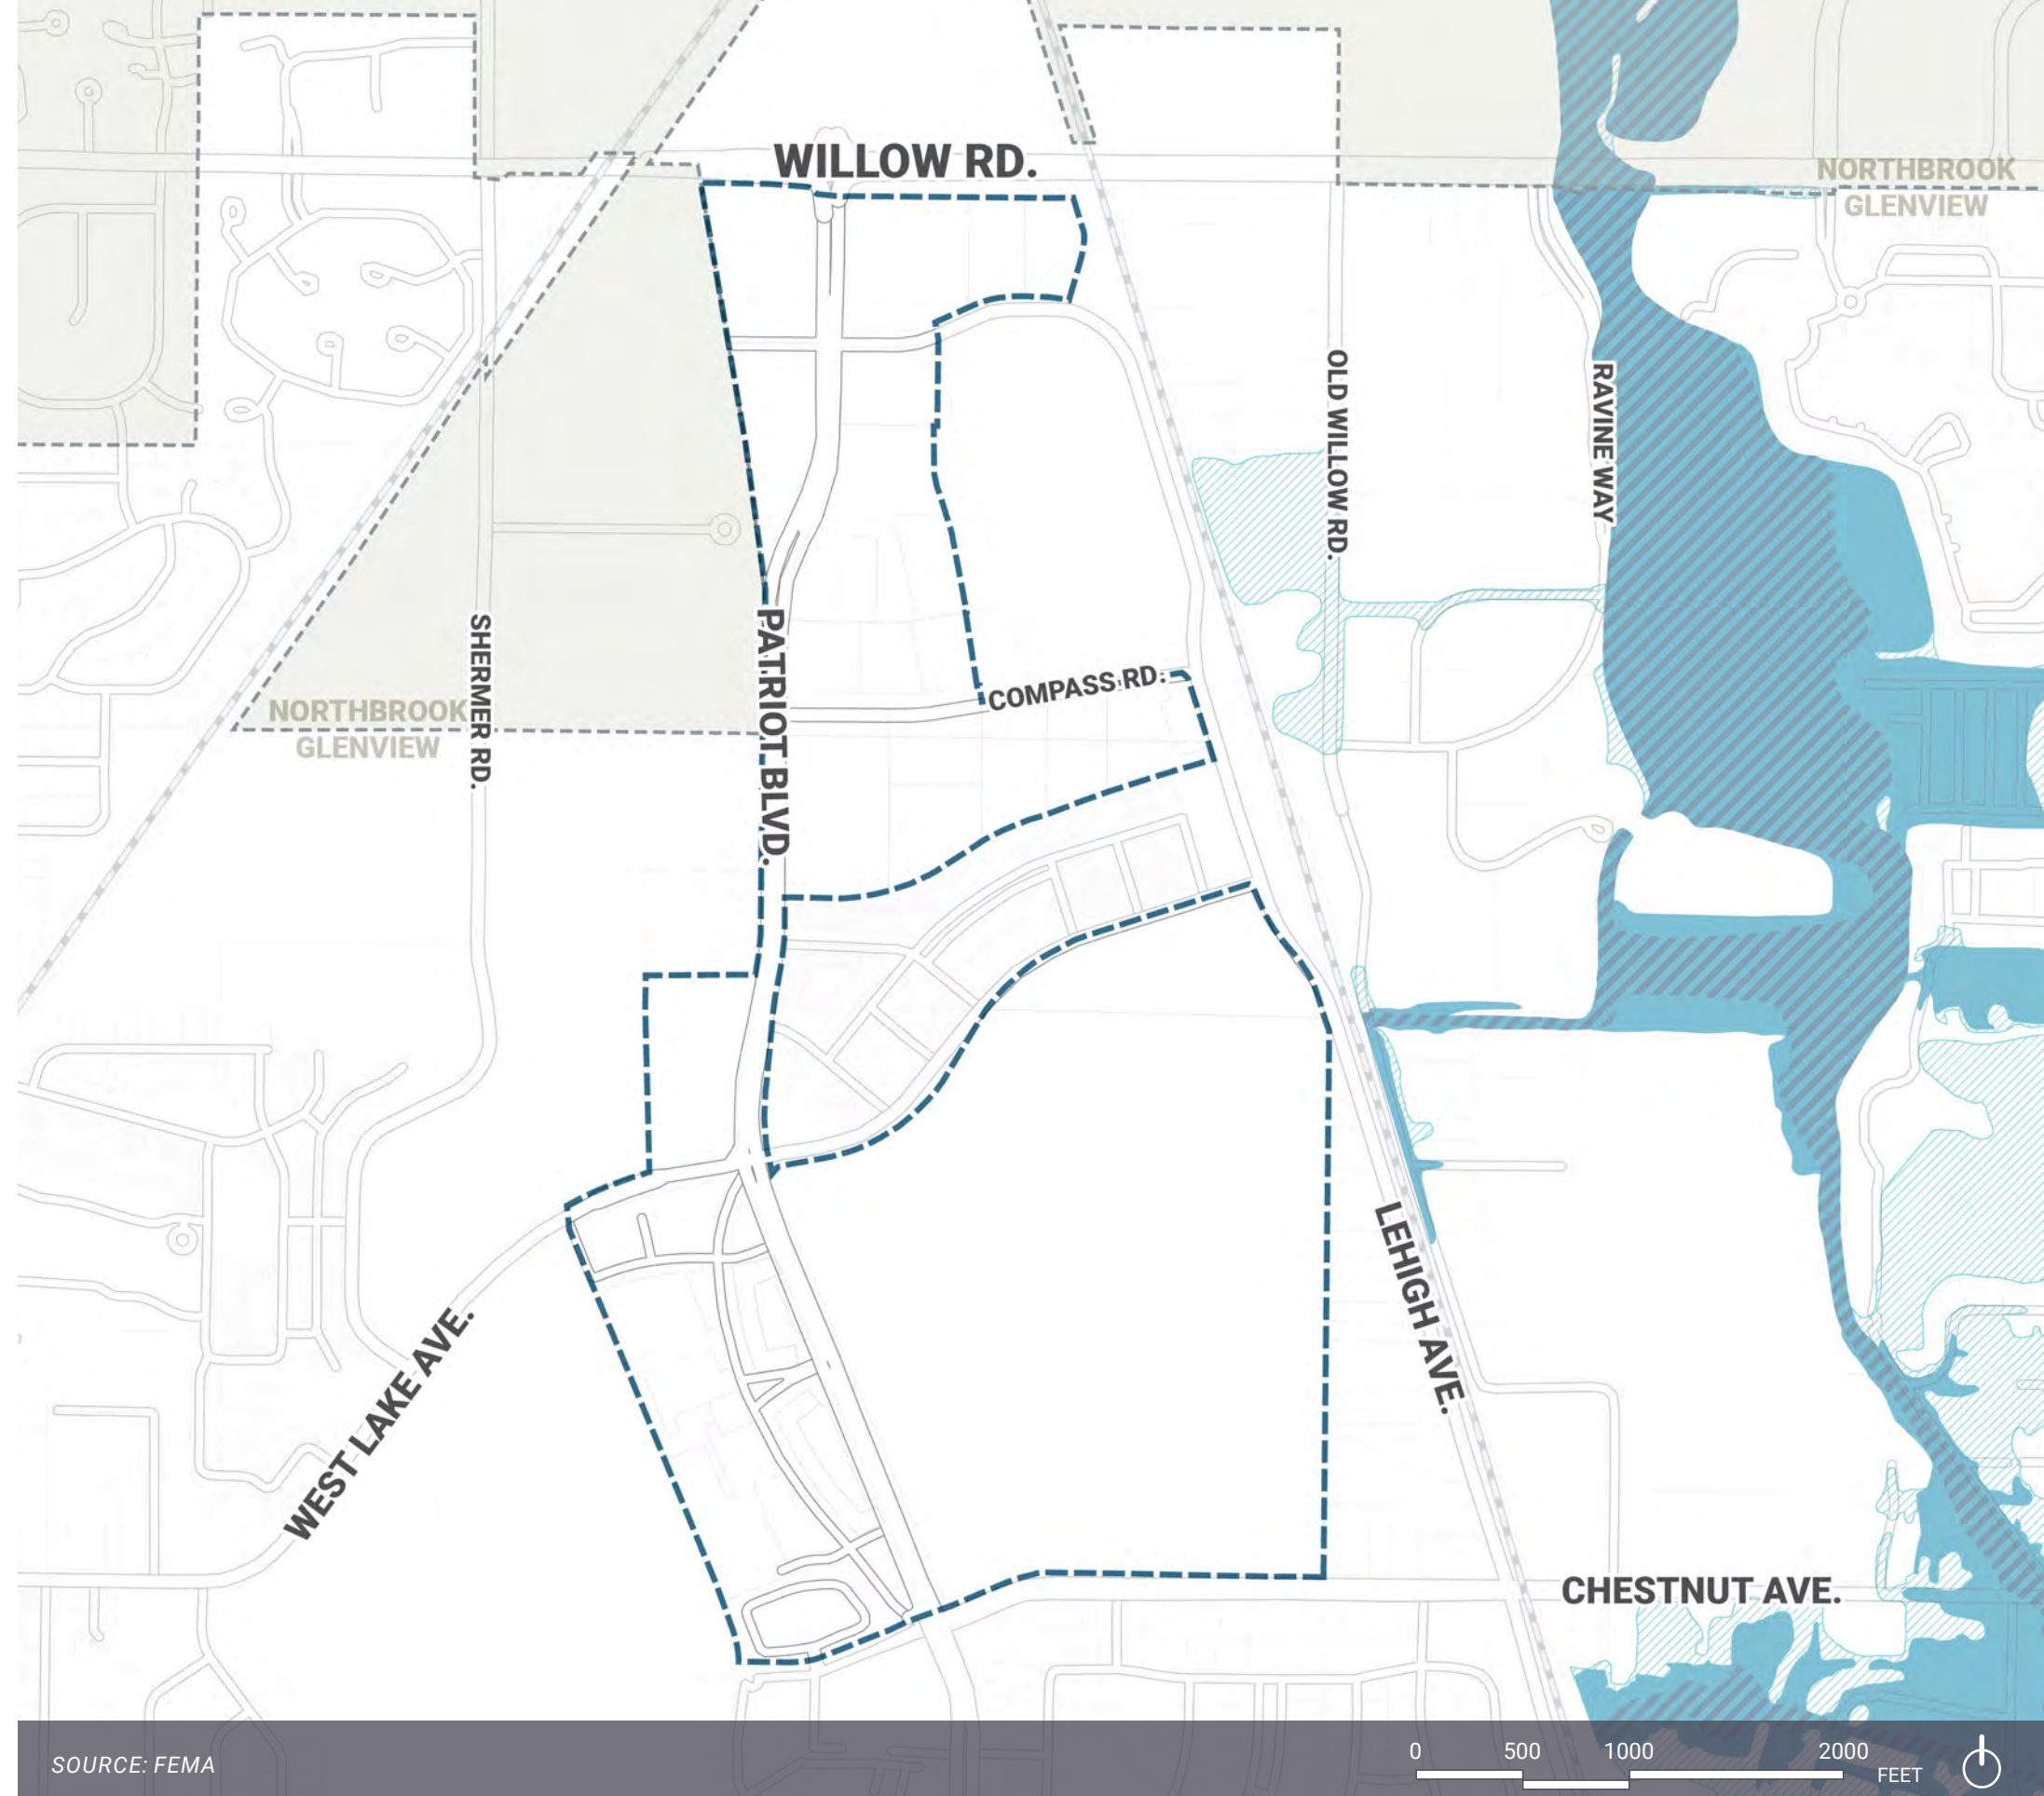 WILLOW RD.
NORTHBROOK
GLENVIEW
OLD WILLOW RD.
RAVINE WAY
SHERMER RD.
PATRIOT BLVD.
COMPASS RD.
NORTHBROOK
GLENVIEW
LEHIGH AVE.
WEST LAKE AVE.
CHESTNUT AVE.
SOURCE: FEMA
0 500 1000 2000
FEET